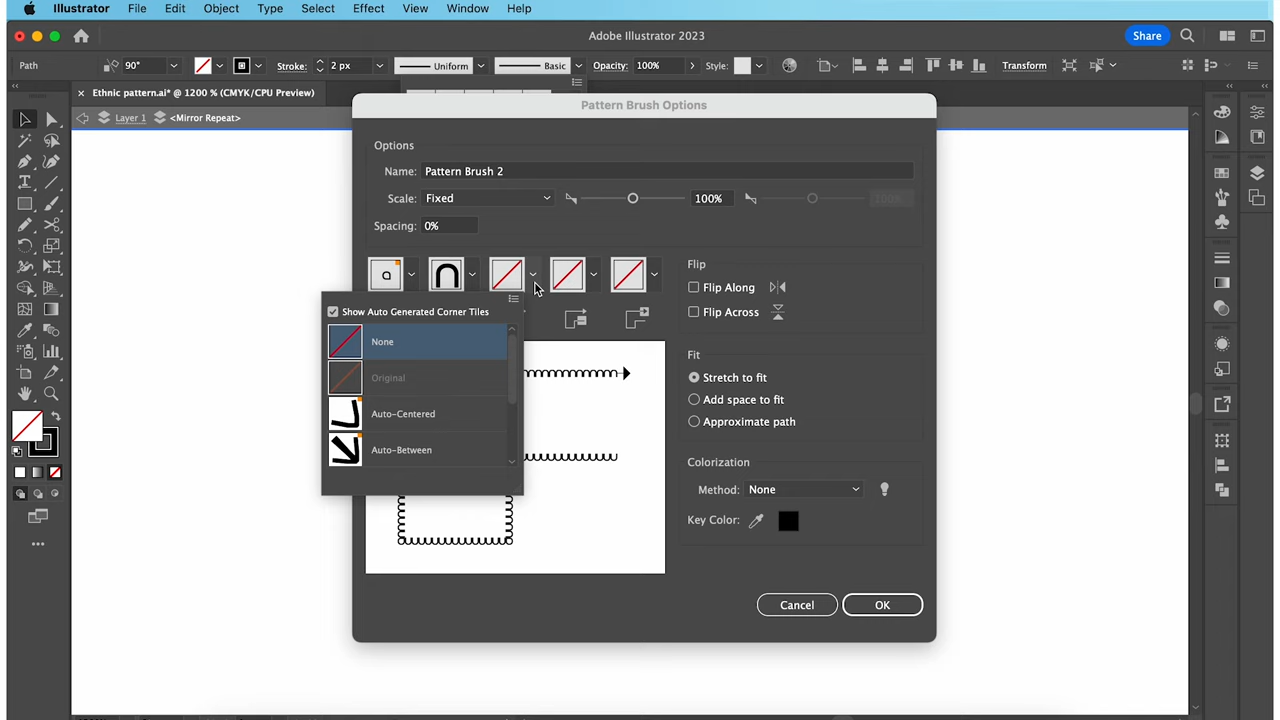 Illustrator File Edit Object Type Select Effect View Window Help
Adobe Illustrator 2023
Share
Path
90°
Stroke:
2 px
Uniform
Basic
Opacity:
100%
Style:
Transform
× Ethnic pattern.ai* @ 1200 % (CMYK/CPU Preview)
Layer 1
<Mirror Repeat>
Pattern Brush Options
Options
Name: Pattern Brush 2
Scale: Fixed
100%
100%
Spacing: 0%
a
Flip
Flip Along
Flip Across
Show Auto Generated Corner Tiles
None
Original
Auto-Centered
Auto-Between
Fit
Stretch to fit
Add space to fit
Approximate path
Colorization
Method: None
Key Color:
Cancel
OK